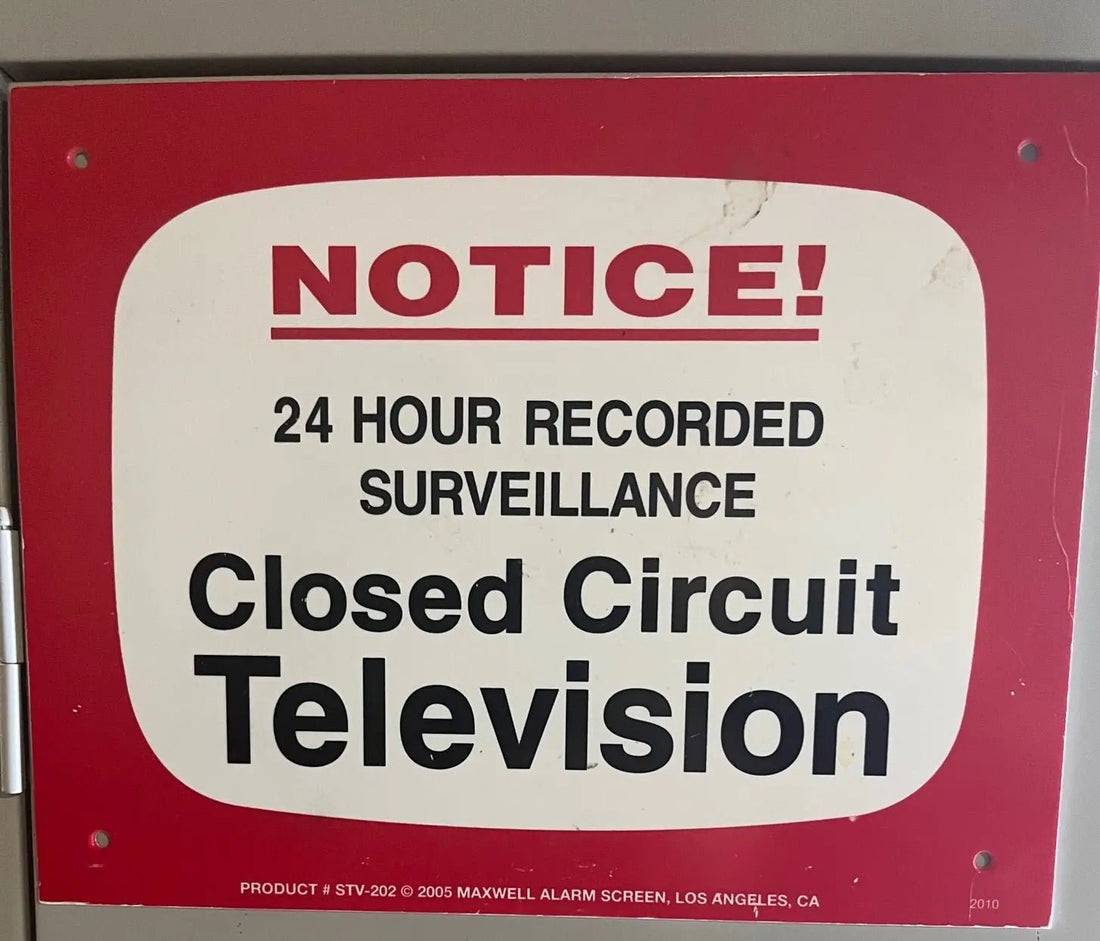 NOTICE!
24 HOUR RECORDED
SURVEILLANCE
Closed Circuit
Television
PRODUCT # STV-202 © 2005 MAXWELL ALARM SCREEN, LOS ANGELES, CA
2010